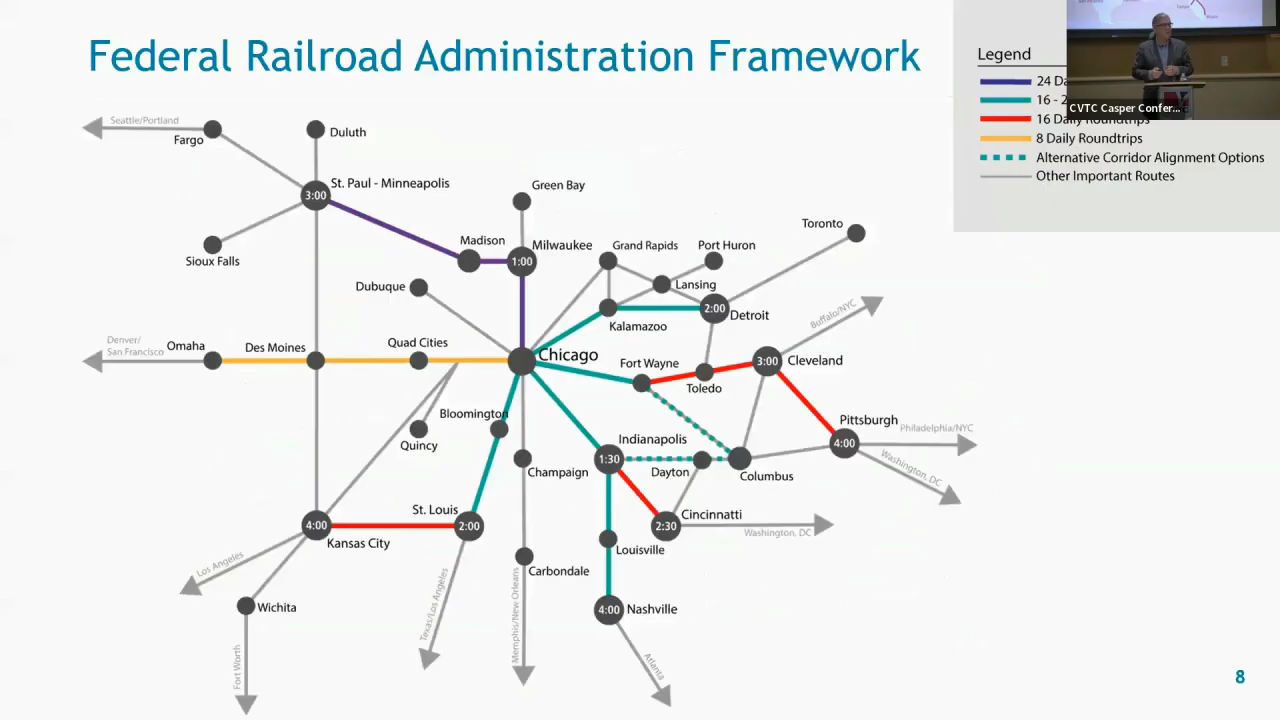 Federal Railroad Administration Framework
Legend
24 Da
16 - 2
16 Daily Roundtrips
8 Daily Roundtrips
Alternative Corridor Alignment Options
Other Important Routes
CVTC Casper Confer...
Seattle/Portland
Fargo
Duluth
3:00
St. Paul - Minneapolis
Green Bay
Sioux Falls
Madison
Milwaukee
1:00
Grand Rapids
Port Huron
Toronto
Dubuque
Lansing
Kalamazoo
2:00
Detroit
Buffalo/NYC
Denver/
San Francisco
Omaha
Des Moines
Quad Cities
Chicago
Fort Wayne
Toledo
3:00
Cleveland
Bloomington
Quincy
Champaign
Indianapolis
1:30
Dayton
Columbus
Pittsburgh
4:00
Philadelphia/NYC
Washington, DC
4:00
Kansas City
St. Louis
2:00
2:30
Cincinnatti
Washington, DC
Louisville
Carbondale
Los Angeles
Wichita
Fort Worth
Texas/Los Angeles
Memphis/New Orleans
4:00
Nashville
Atlanta
8